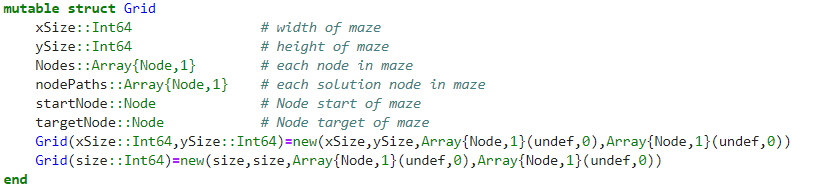 mutable struct Grid
    xSize::Int64                # width of maze
    ySize::Int64                # height of maze
    Nodes::Array{Node,1}        # each node in maze
    nodePaths::Array{Node,1}    # each solution node in maze
    startNode::Node             # Node start of maze
    targetNode::Node            # Node target of maze
    Grid(xSize::Int64,ySize::Int64)=new(xSize,ySize,Array{Node,1}(undef,0),Array{Node,1}(undef,0))
    Grid(size::Int64)=new(size,size,Array{Node,1}(undef,0),Array{Node,1}(undef,0))
end